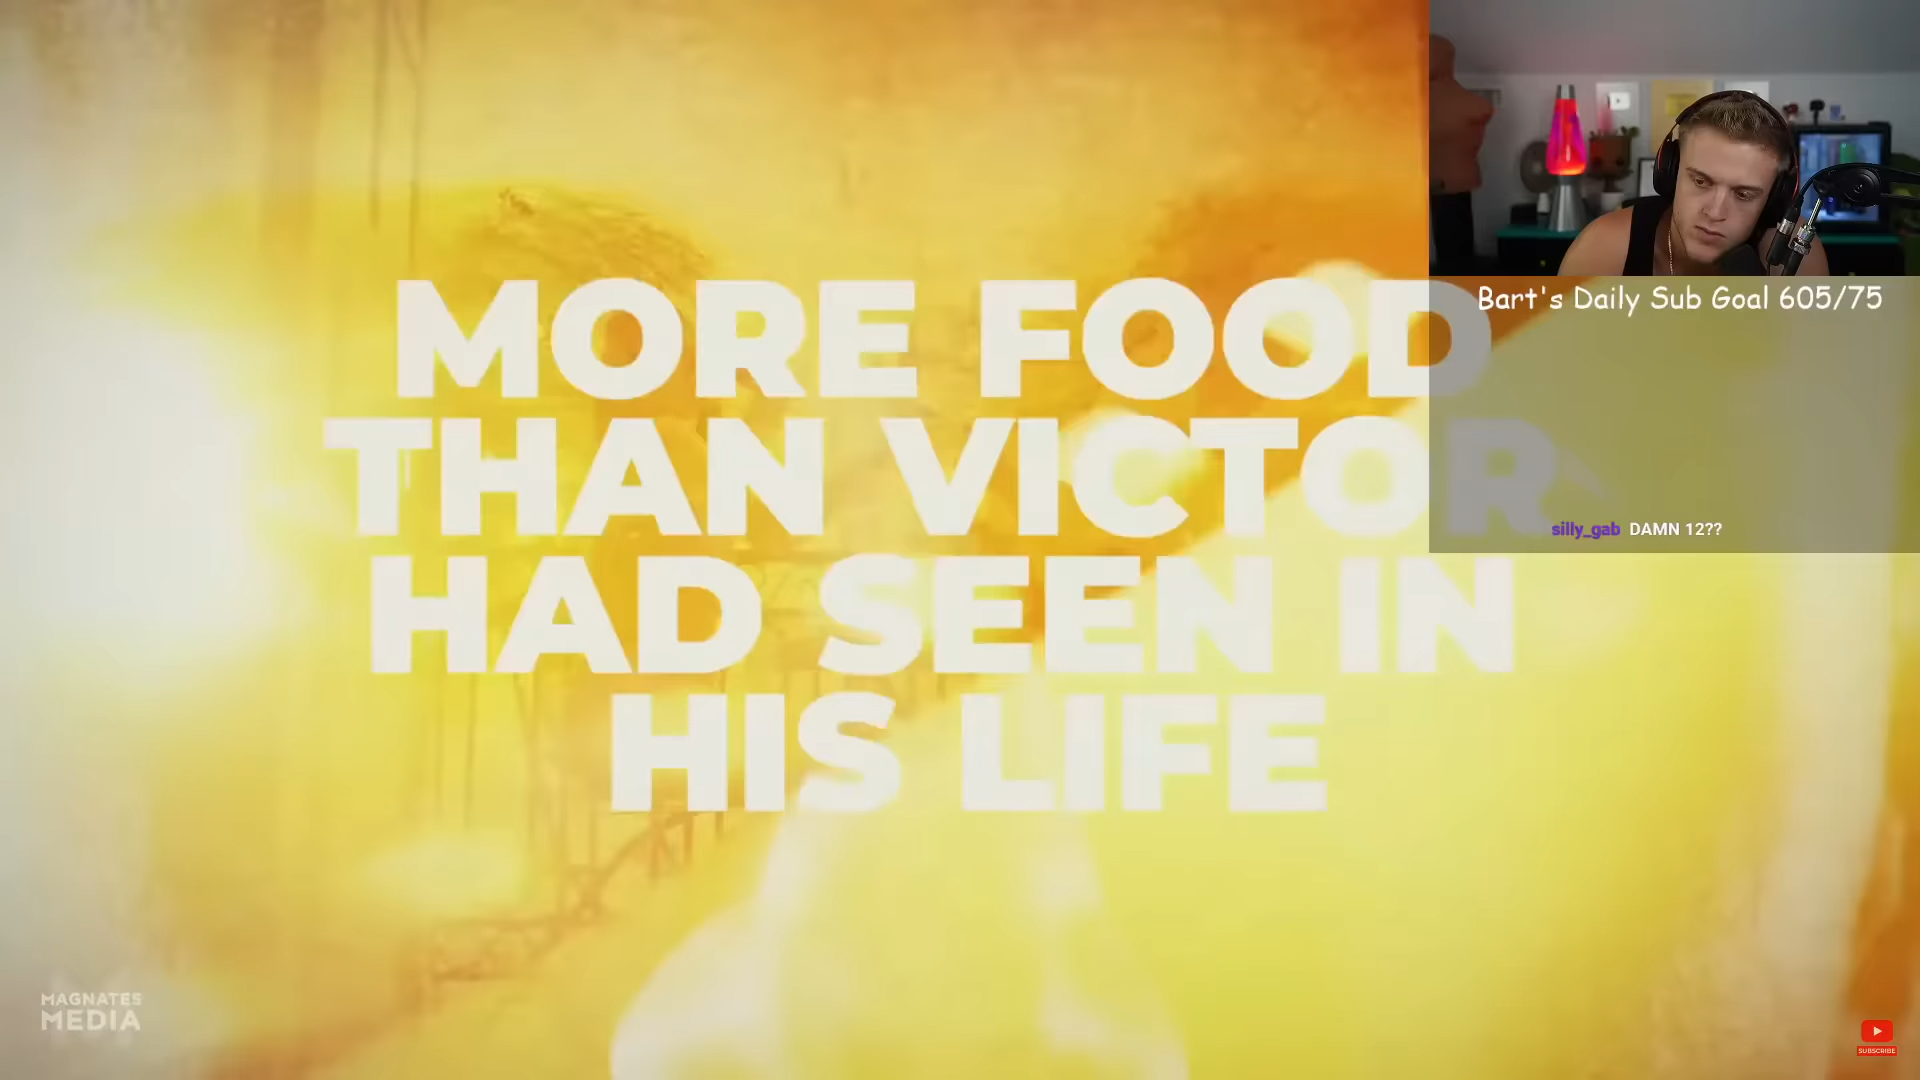 Bart's Daily Sub Goal 605/75
MORE FOOD
THAN VICTOR
HAD SEEN IN
HIS LIFE
silly_gab DAMN 12??
MAGNATES
MEDIA
SUBSCRIBE